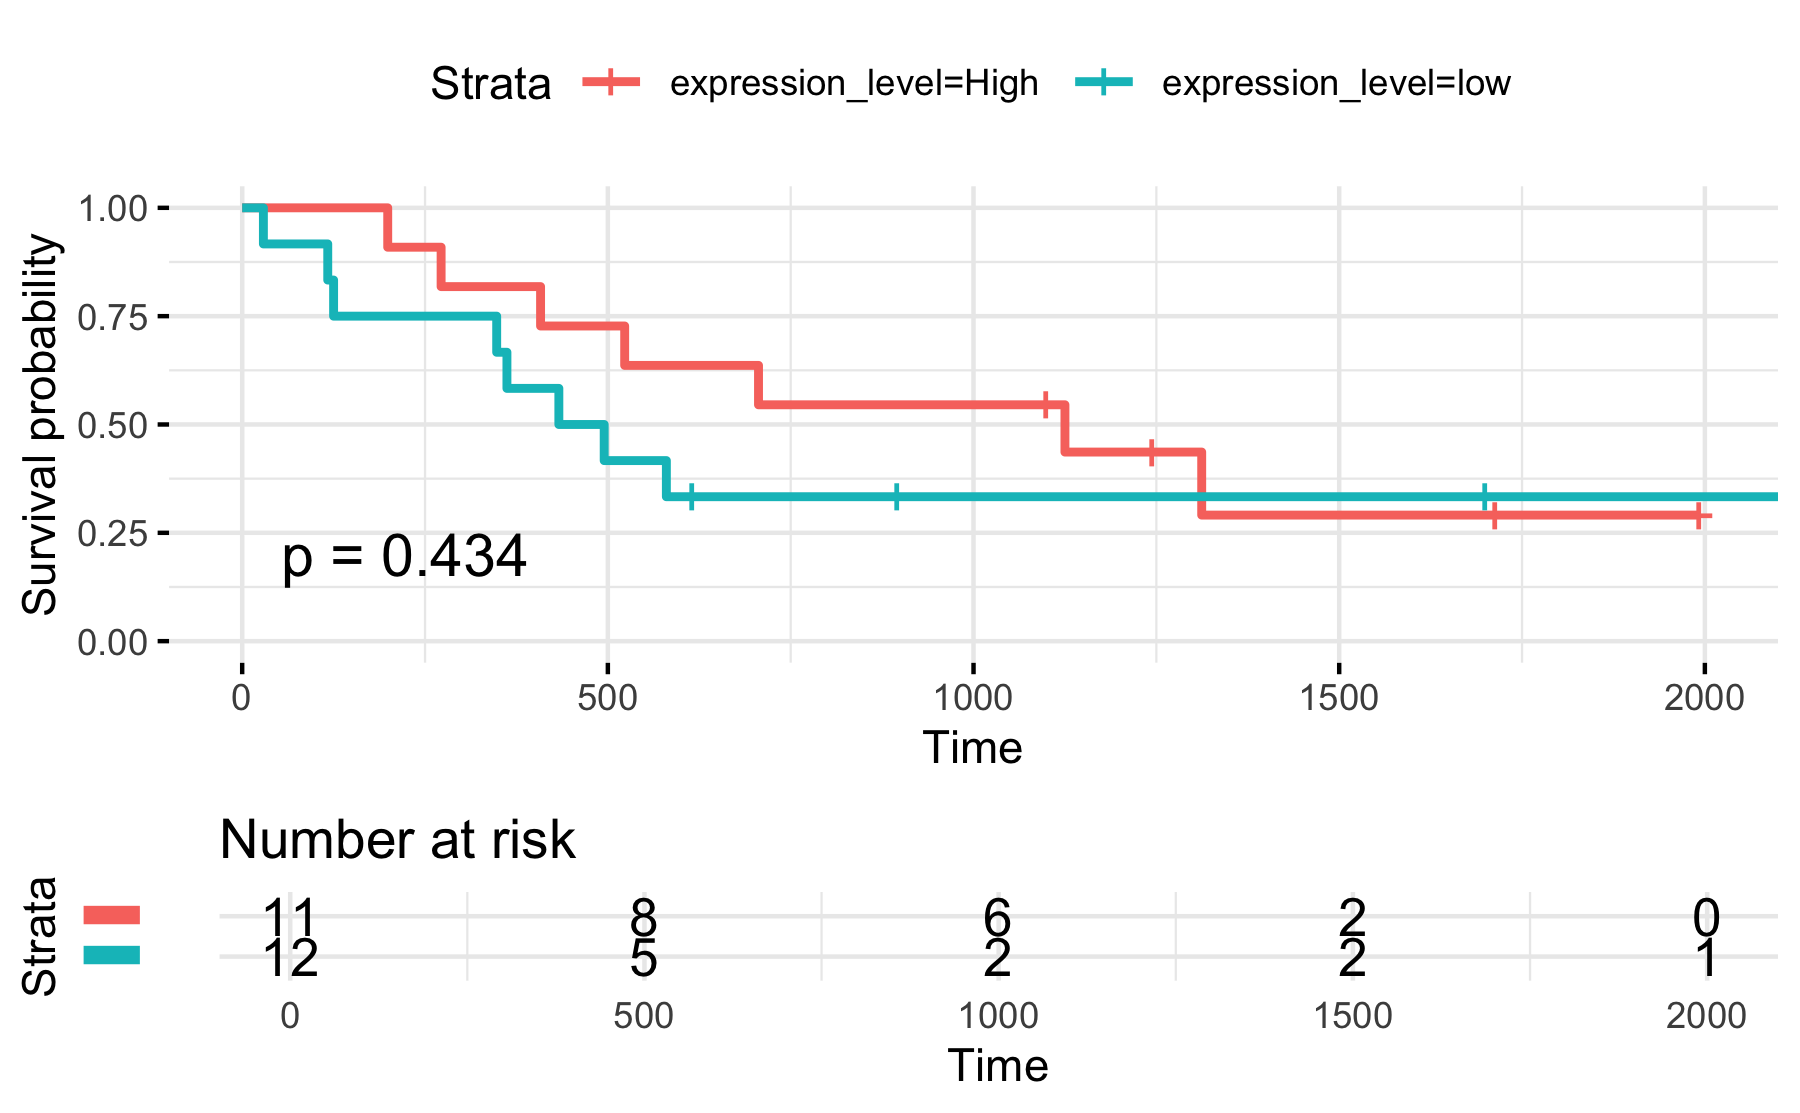 Strata expression_level=High expression_level=low
Survival probability
1.00
0.75
0.50
0.25
0.00
p = 0.434
0 500 1000 1500 2000
Time
Number at risk
Strata
11 8 6 2 0
12 5 2 2 1
0 500 1000 1500 2000
Time